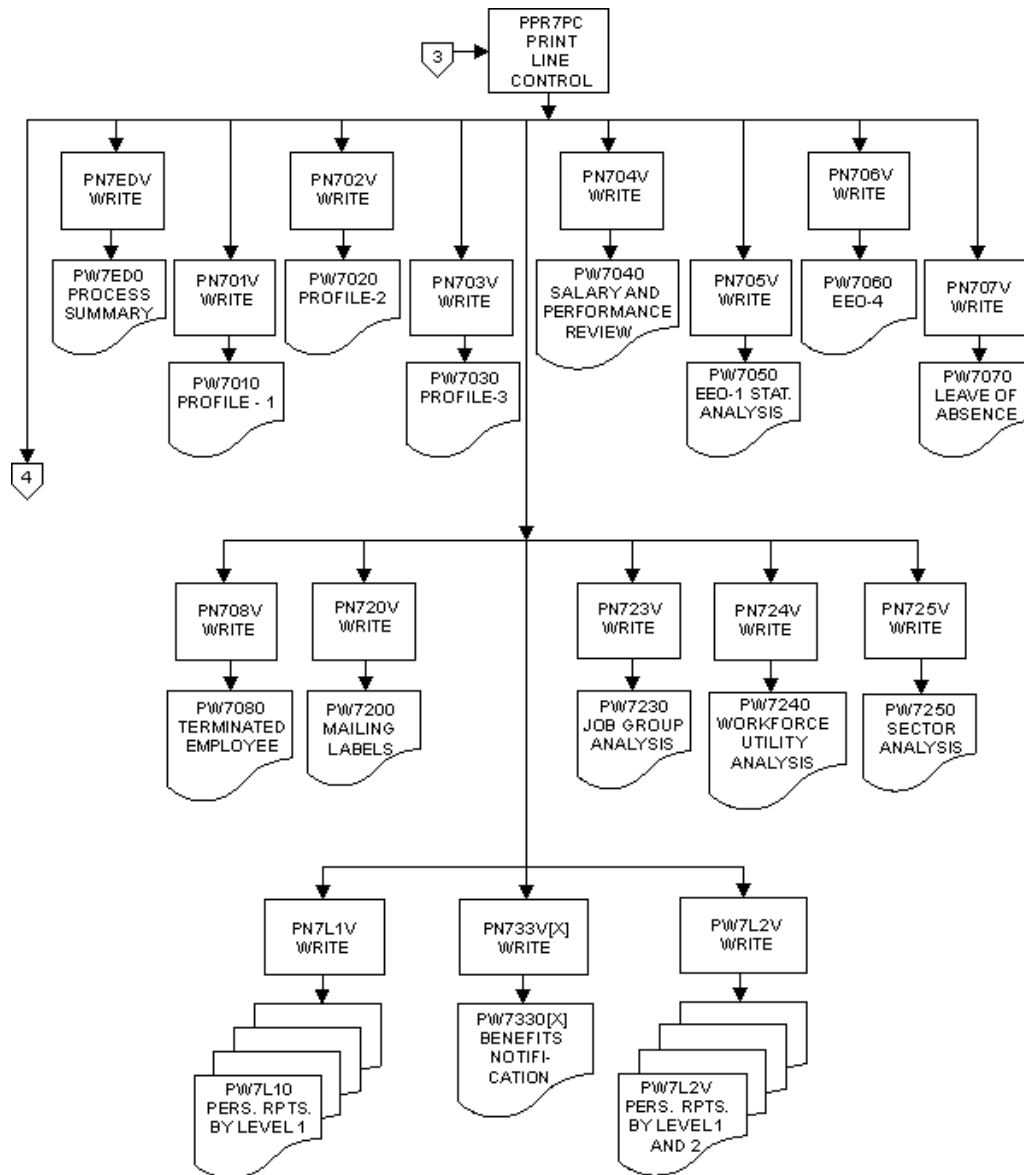 PPR7PC
PRINT
LINE
CONTROL
3
PN7EDV
WRITE
PN702V
WRITE
PN704V
WRITE
PN706V
WRITE
PW7ED0
PROCESS
SUMMARY
PN701V
WRITE
PW7020
PROFILE-2
PN703V
WRITE
PW7040
SALARY AND
PERFORMANCE
REVIEW
PN705V
WRITE
PW7060
EEO-4
PN707V
WRITE
PW7010
PROFILE - 1
PW7030
PROFILE-3
PW7050
EEO-1 STAT.
ANALYSIS
PW7070
LEAVE OF
ABSENCE
4
PN708V
WRITE
PN720V
WRITE
PN723V
WRITE
PN724V
WRITE
PN725V
WRITE
PW7080
TERMINATED
EMPLOYEE
PW7200
MAILING
LABELS
PW7230
JOB GROUP
ANALYSIS
PW7240
WORKFORCE
UTILITY
ANALYSIS
PW7250
SECTOR
ANALYSIS
PN7L1V
WRITE
PN733V[X]
WRITE
PW7L2V
WRITE
PW7L10
PERS. RPTS.
BY LEVEL 1
PW7330[X]
BENEFITS
NOTIFI-
CATION
PW7L2V
PERS. RPTS.
BY LEVEL 1
AND 2